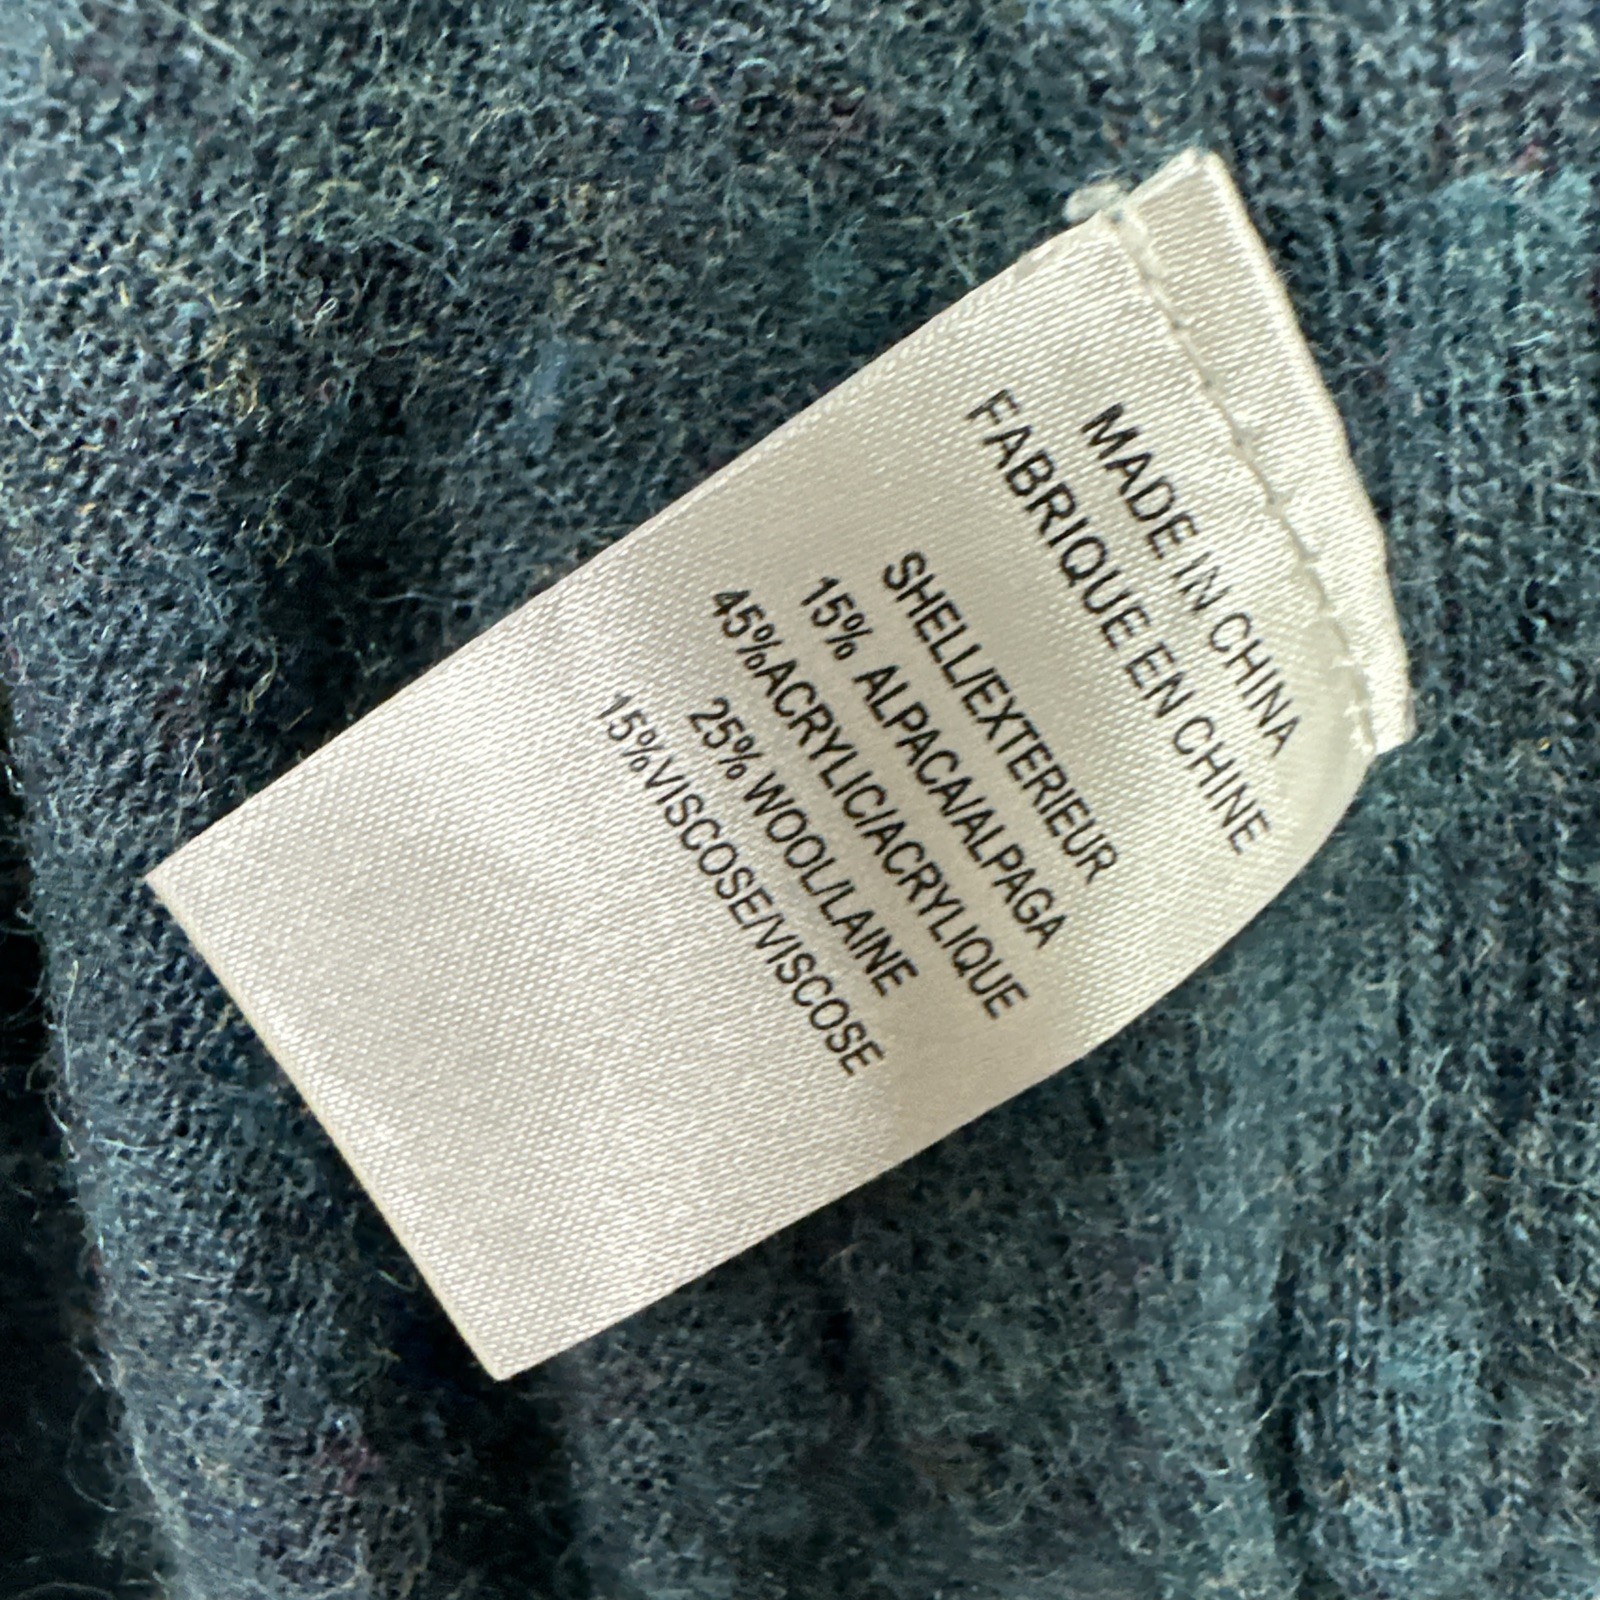 MADE IN CHINA
FABRIQUE EN CHINE
SHELL/EXTERIEUR
15% ALPACA/ALPAGA
45%ACRYLIC/ACRYLIQUE
25% WOOL/LAINE
15%VISCOSE/VISCOSE